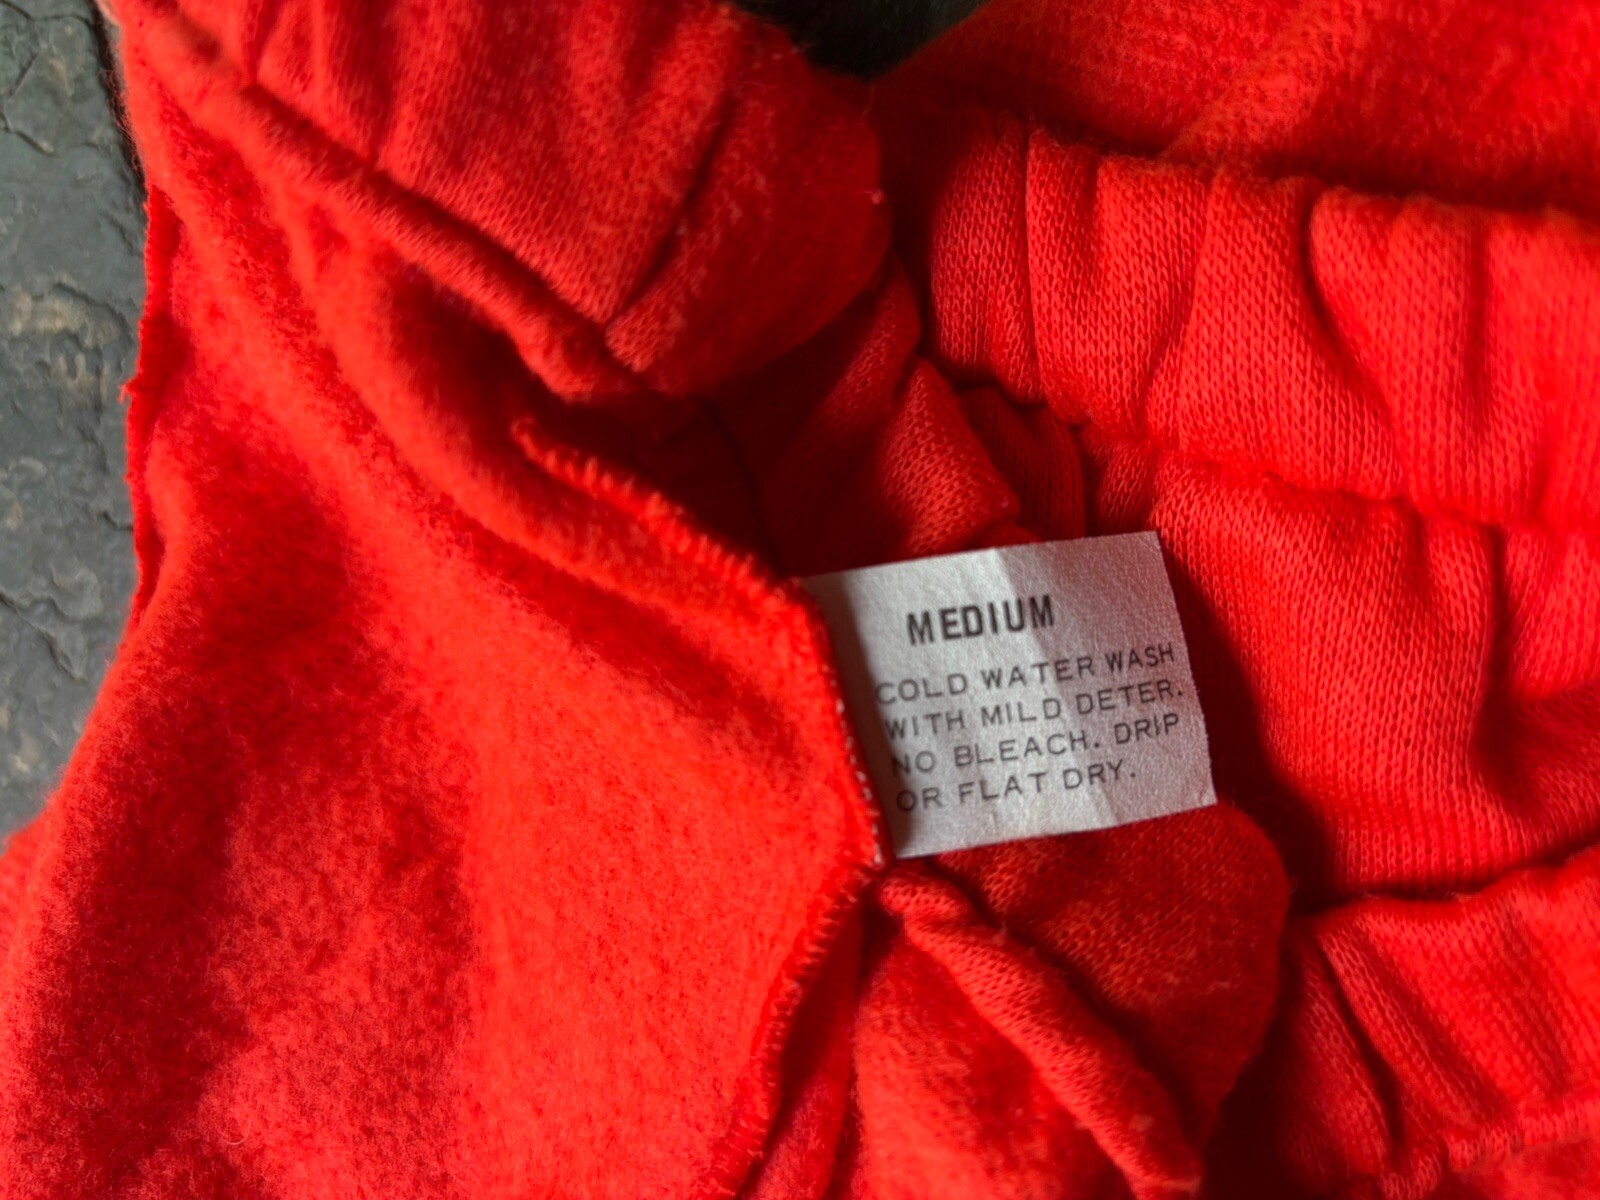 MEDIUM
COLD WATER WASH
WITH MILD DETER.
NO BLEACH. DRIP
OR FLAT DRY.